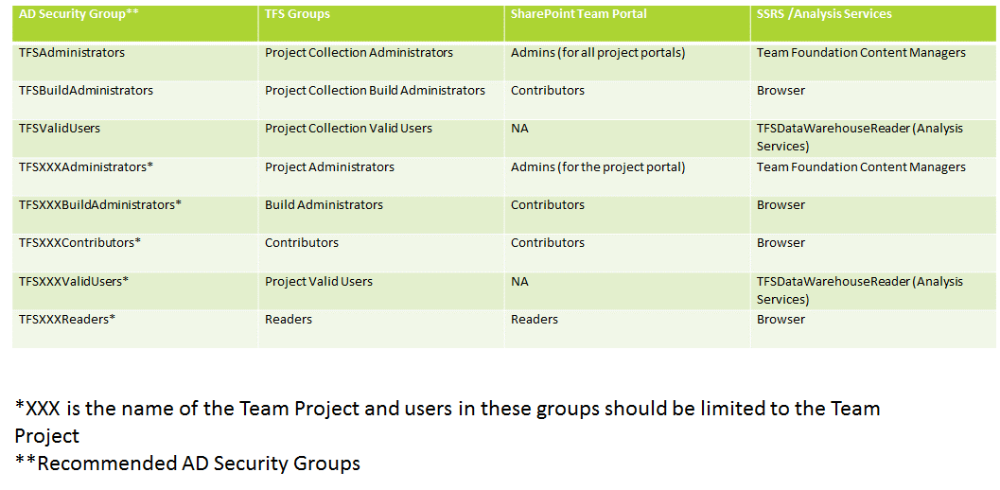 AD Security Group** TFS Groups SharePoint Team Portal SSRS /Analysis Services
TFSAdministrators Project Collection Administrators Admins (for all project portals) Team Foundation Content Managers
TFSBuildAdministrators Project Collection Build Administrators Contributors Browser
TFSValidUsers Project Collection Valid Users NA TFSDataWarehouseReader (Analysis
Services)
TFSXXXAdministrators* Project Administrators Admins (for the project portal) Team Foundation Content Managers
TFSXXXBuildAdministrators* Build Administrators Contributors Browser
TFSXXXContributors* Contributors Contributors Browser
TFSXXXValidUsers* Project Valid Users NA TFSDataWarehouseReader (Analysis
Services)
TFSXXXReaders* Readers Readers Browser
*XXX is the name of the Team Project and users in these groups should be limited to the Team
Project
**Recommended AD Security Groups